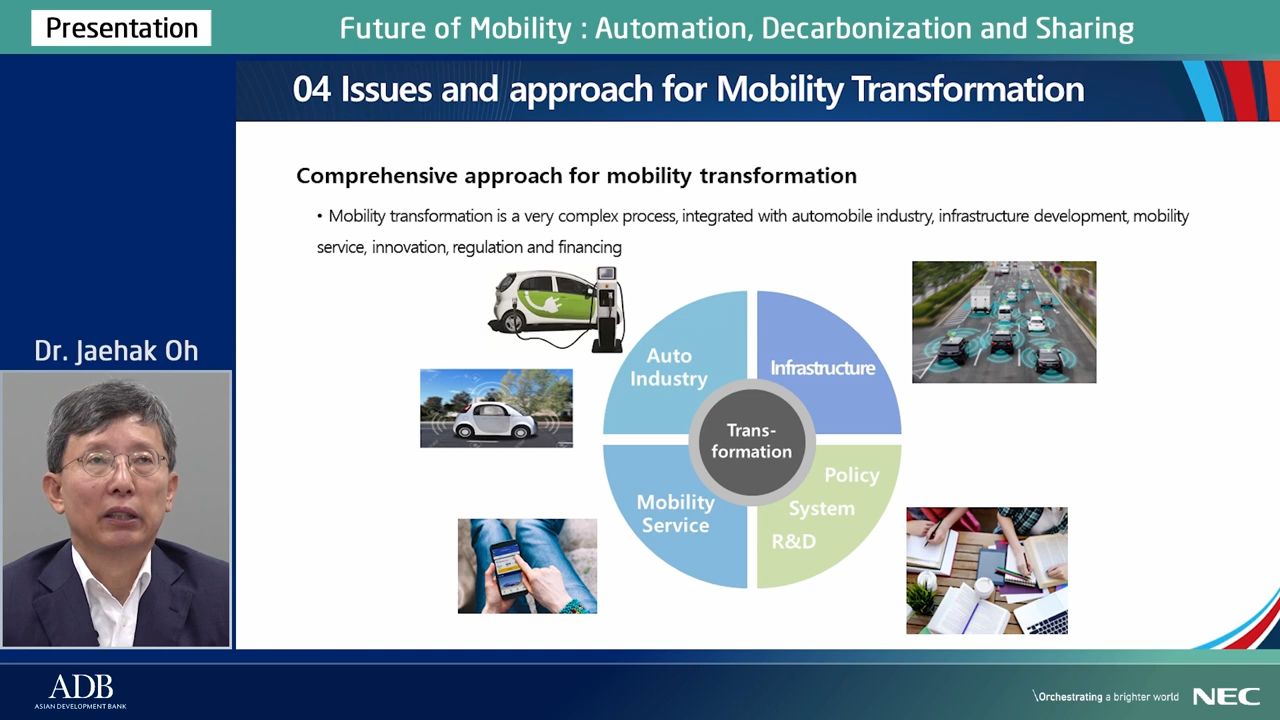 Presentation
Future of Mobility : Automation, Decarbonization and Sharing
04 Issues and approach for Mobility Transformation
Comprehensive approach for mobility transformation
• Mobility transformation is a very complex process, integrated with automobile industry, infrastructure development, mobility
service, innovation, regulation and financing
Auto
Industry
Infrastructure
Trans-
formation
Mobility
Service
Policy
System
R&D
Dr. Jaehak Oh
ADB
ASIAN DEVELOPMENT BANK
\Orchestrating a brighter world
NEC